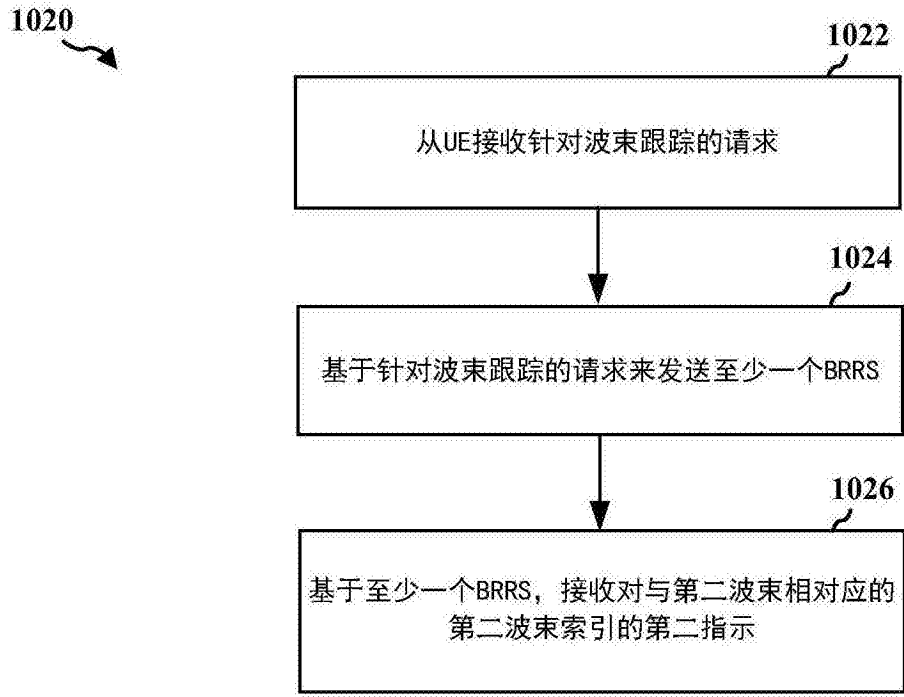 1020
1022
从UE接收针对波束跟踪的请求
1024
基于针对波束跟踪的请求来发送至少一个BRRS
1026
基于至少一个BRRS，接收对与第二波束相对应的
第二波束索引的第二指示